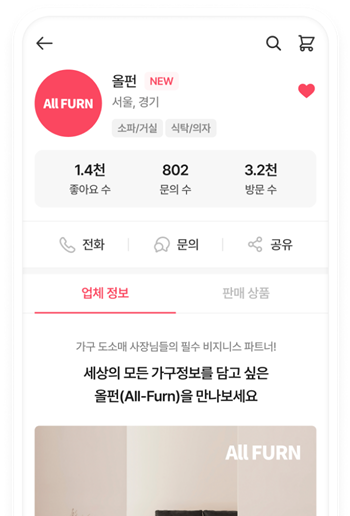 All FURN
올펀 NEW
서울, 경기
소파/거실 식탁/의자
1.4천 802 3.2천
좋아요 수 문의 수 방문 수
전화 문의 공유
업체 정보 판매 상품
가구 도소매 사장님들의 필수 비지니스 파트너!
세상의 모든 가구정보를 담고 싶은
올펀(All-Furn)을 만나보세요
All FURN